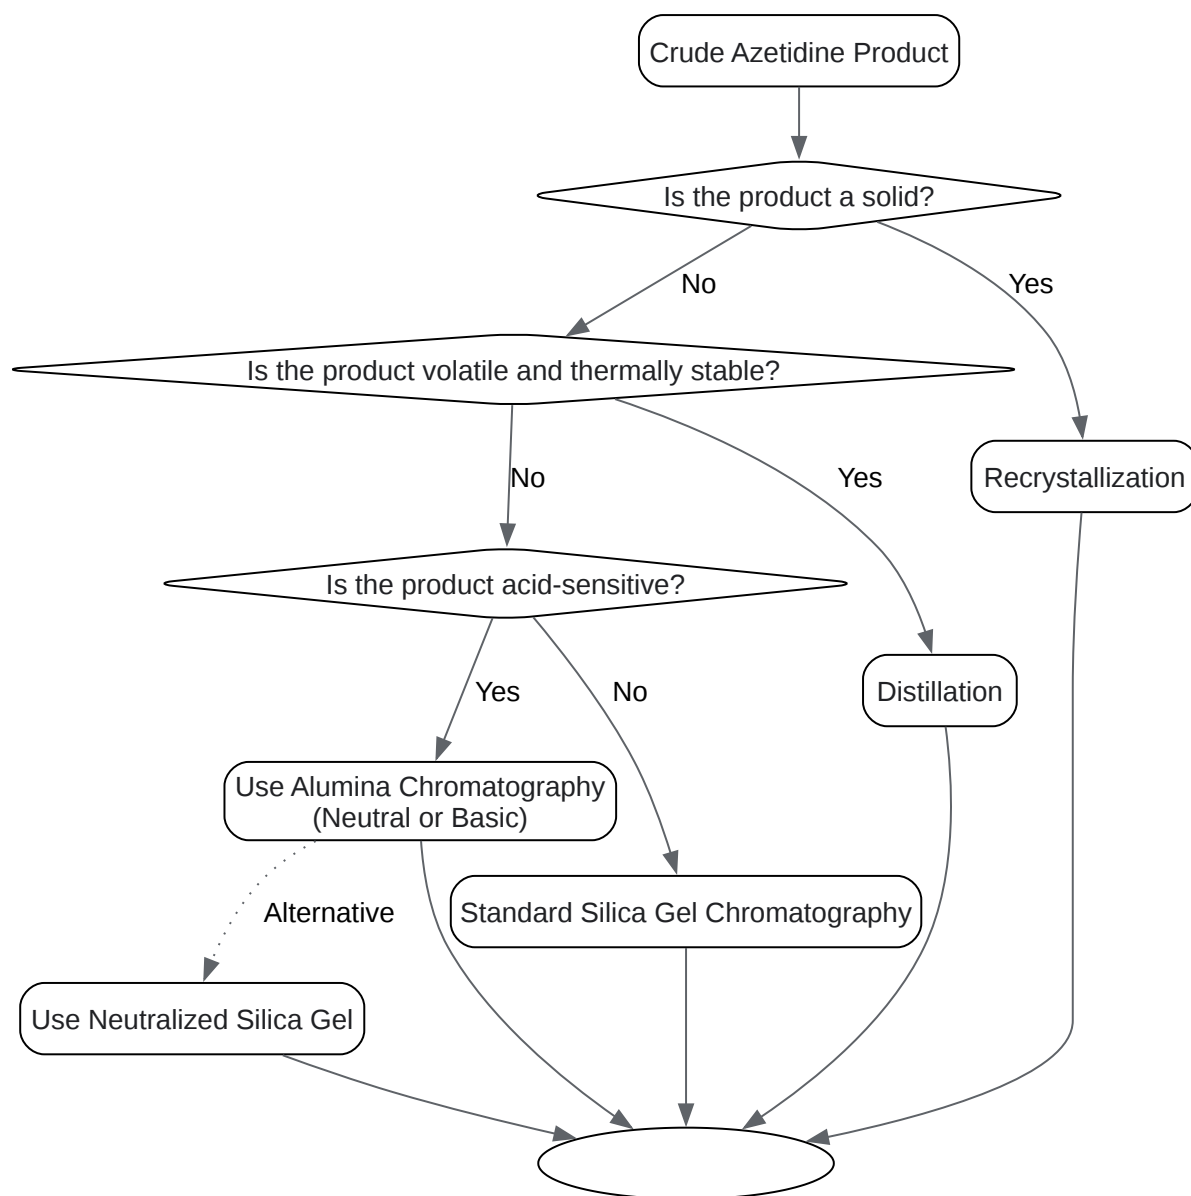 Crude Azetidine Product
Is the product a solid?
No
Yes
Is the product volatile and thermally stable?
No
Yes
Recrystallization
Is the product acid-sensitive?
Yes
No
Distillation
Use Alumina Chromatography
(Neutral or Basic)
Alternative
Standard Silica Gel Chromatography
Use Neutralized Silica Gel